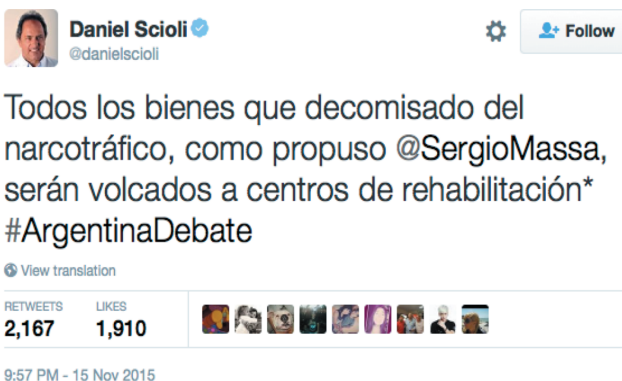 Daniel Scioli
@danielscioli
Follow
Todos los bienes que decomisado del
narcotráfico, como propuso @SergioMassa,
serán volcados a centros de rehabilitación*
#ArgentinaDebate
View translation
RETWEETS LIKES
2,167 1,910
9:57 PM - 15 Nov 2015